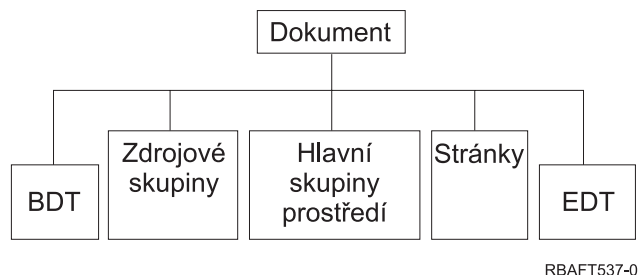 Dokument
BDT
Zdrojové
skupiny
Hlavní
skupiny
prostředí
Stránky
EDT
RBAFT537-0